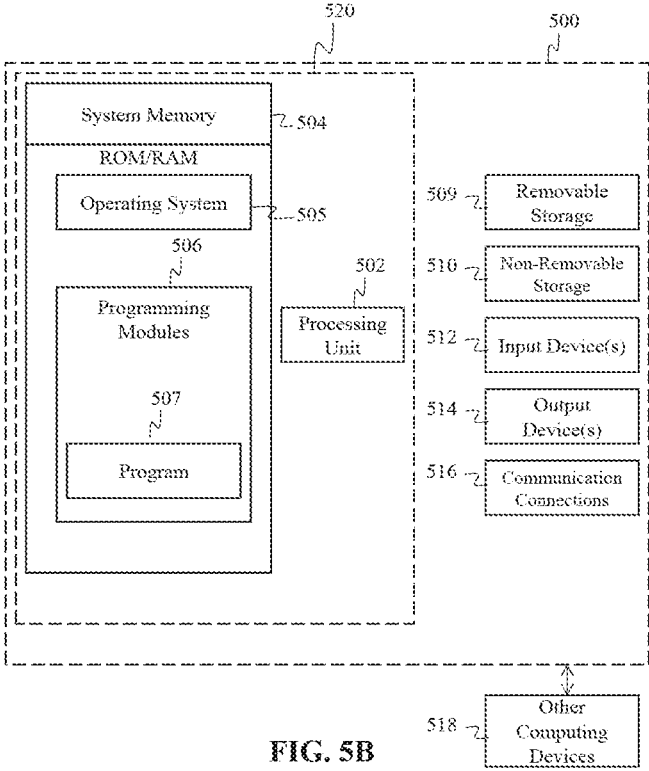 520
500
System Memory
504
ROM/RAM
Operating System
505
506
Programming
Modules
507
Program
502
Processing
Unit
509
Removable
Storage
510
Non-Removable
Storage
512
Input Device(s)
514
Output
Device(s)
516
Communication
Connections
518
Other
Computing
Devices
FIG. 5B